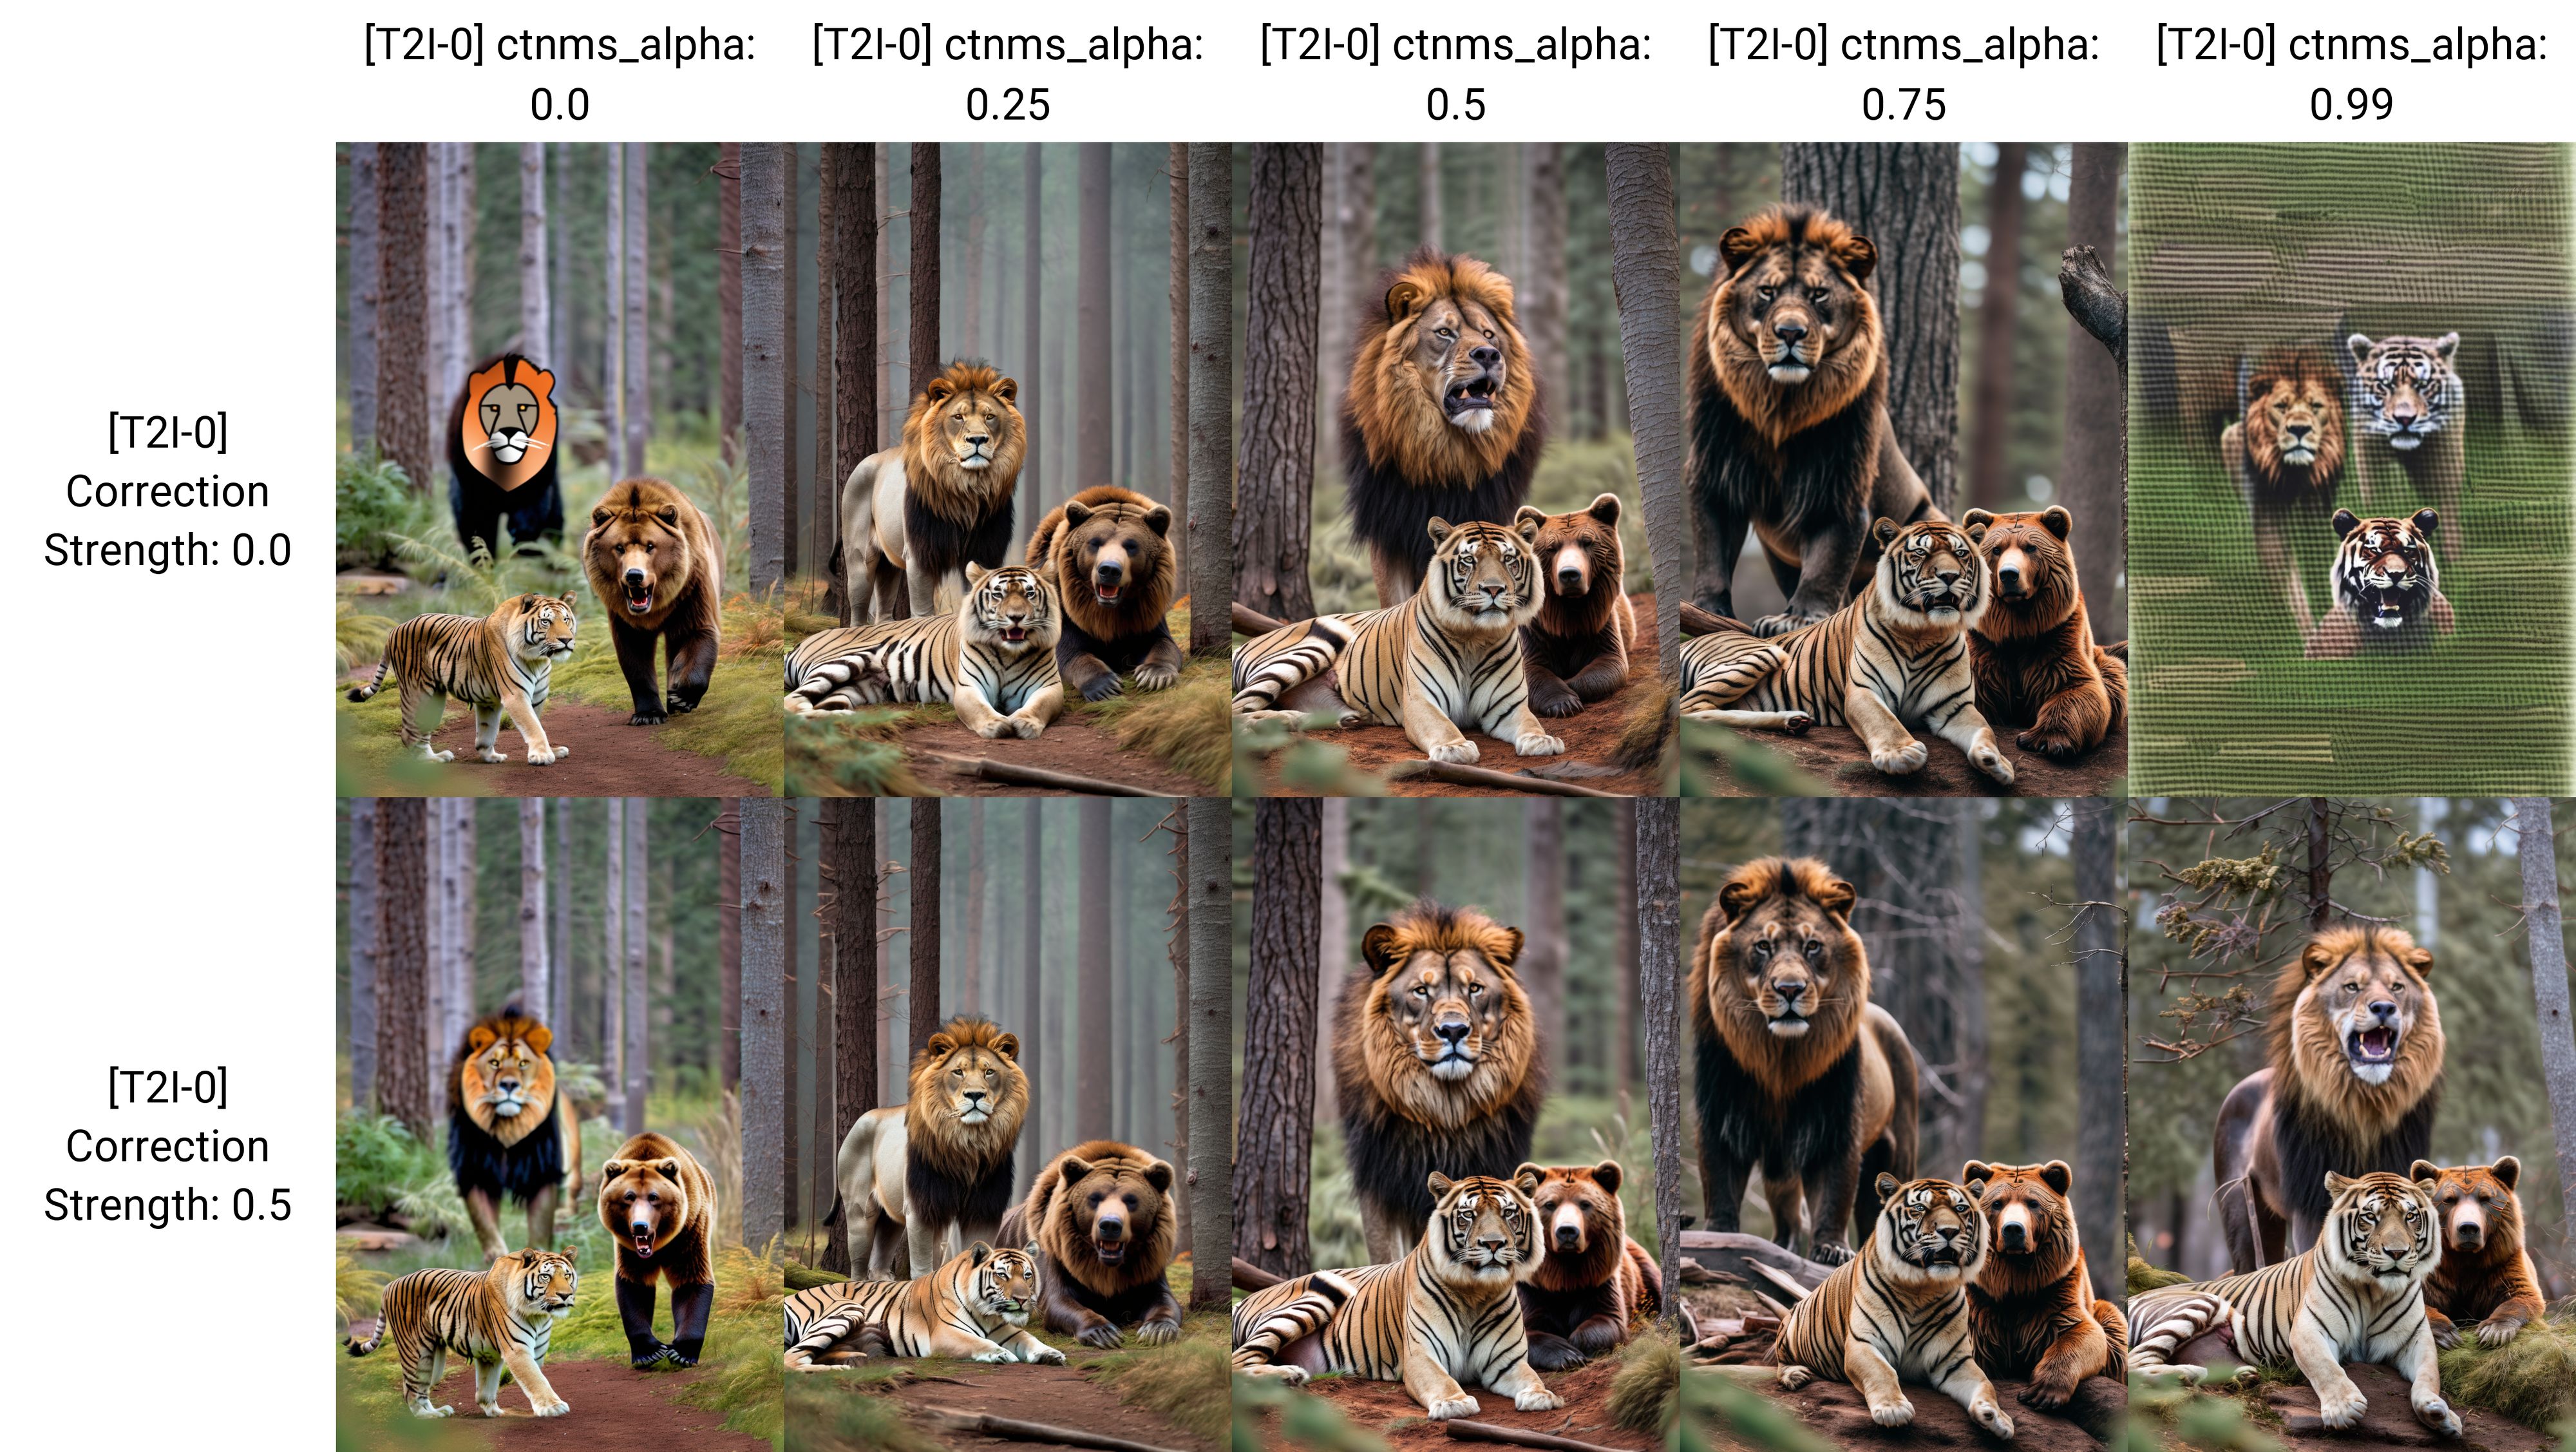 [T2I-0] ctnms_alpha:
0.0
[T2I-0] ctnms_alpha:
0.25
[T2I-0] ctnms_alpha:
0.5
[T2I-0] ctnms_alpha:
0.75
[T2I-0] ctnms_alpha:
0.99
[T2I-0]
Correction
Strength: 0.0
[T2I-0]
Correction
Strength: 0.5